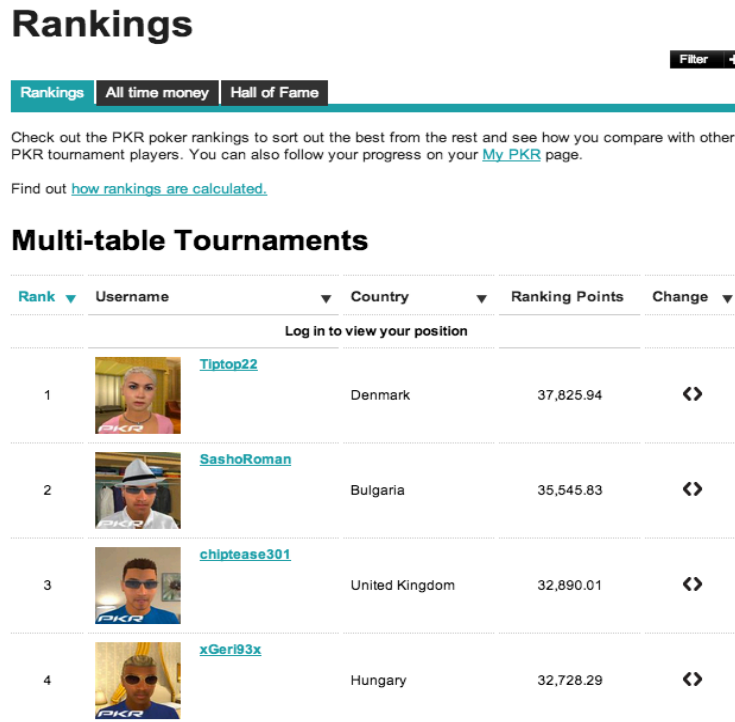 Rankings
Filter +
Rankings All time money Hall of Fame
Check out the PKR poker rankings to sort out the best from the rest and see how you compare with other
PKR tournament players. You can also follow your progress on your My PKR page.
Find out how rankings are calculated.
Multi-table Tournaments
Rank Username Country Ranking Points Change
Log in to view your position
Tiptop22
1 Denmark 37,825.94
PKR
SashoRoman
2 Bulgaria 35,545.83
PKR
chiptease301
3 United Kingdom 32,890.01
PKR
xGerl93x
4 Hungary 32,728.29
PKR